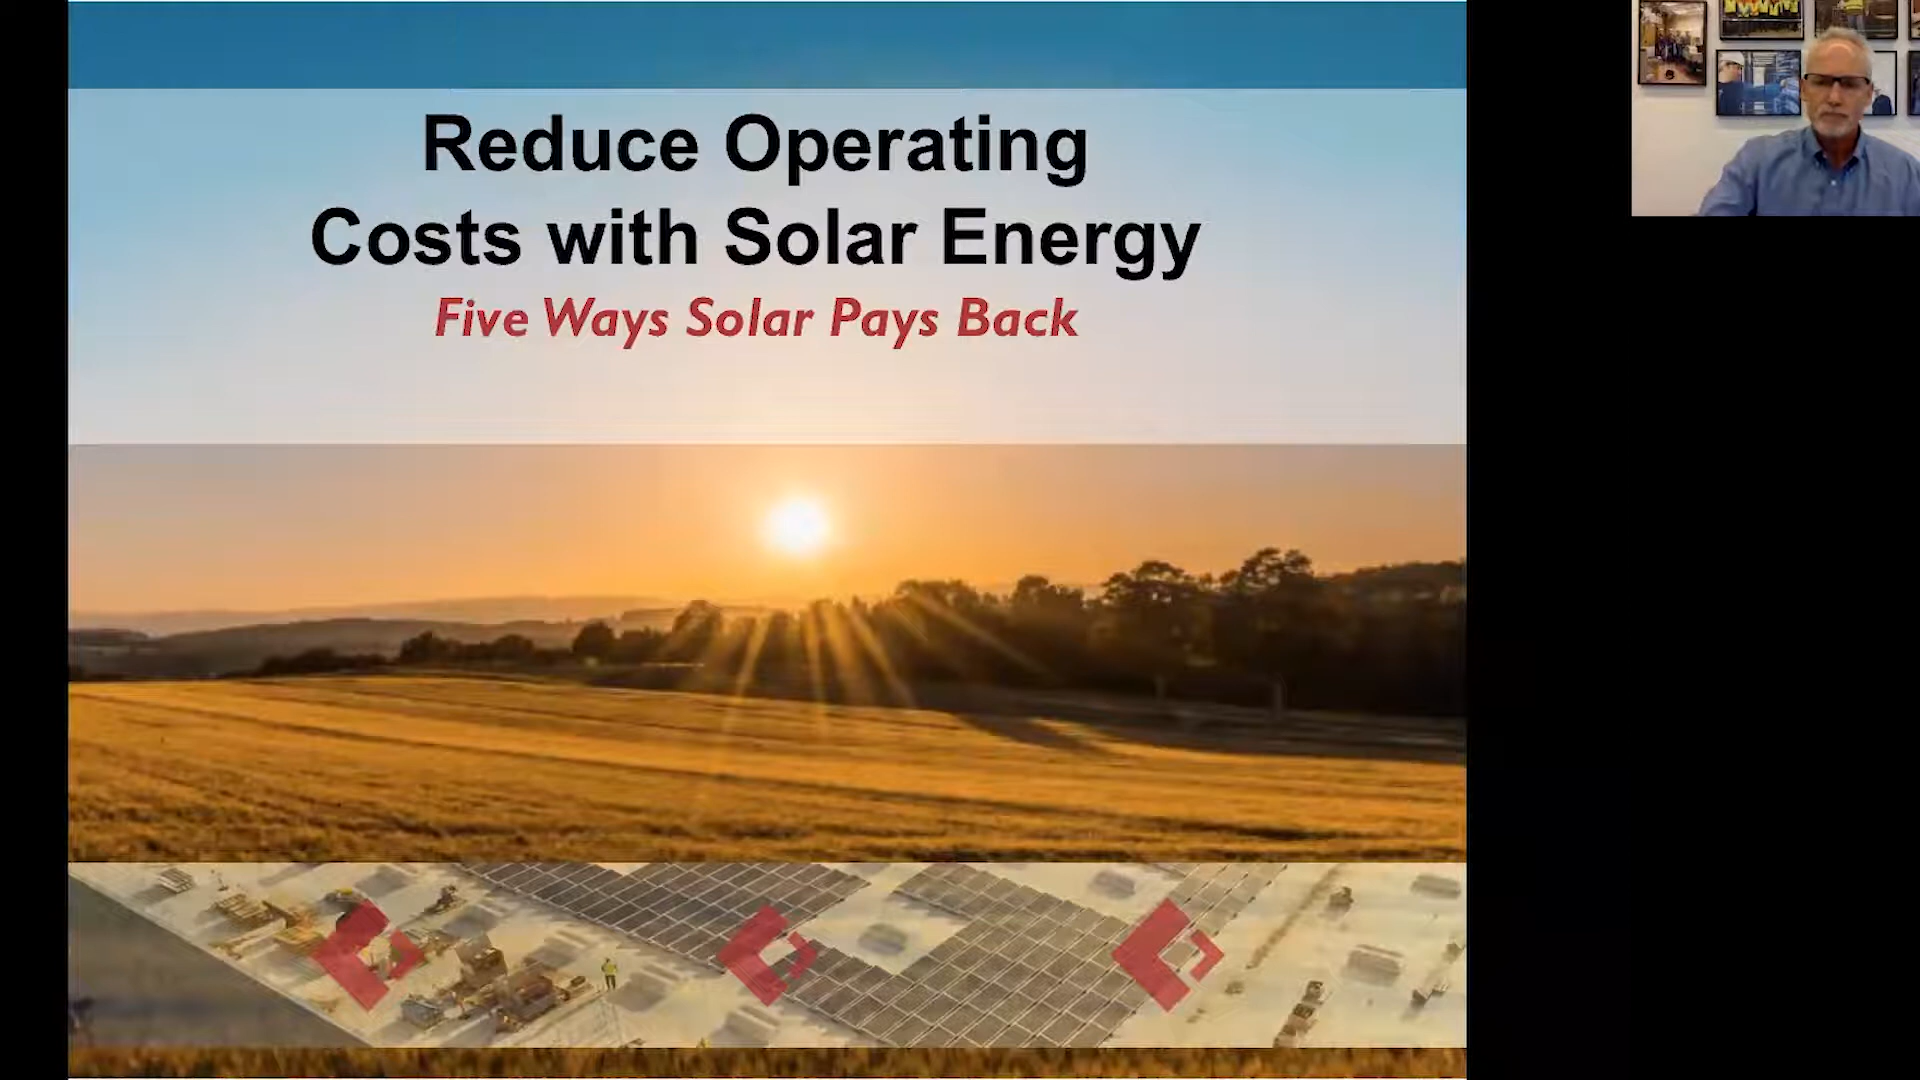 Reduce Operating
Costs with Solar Energy
Five Ways Solar Pays Back